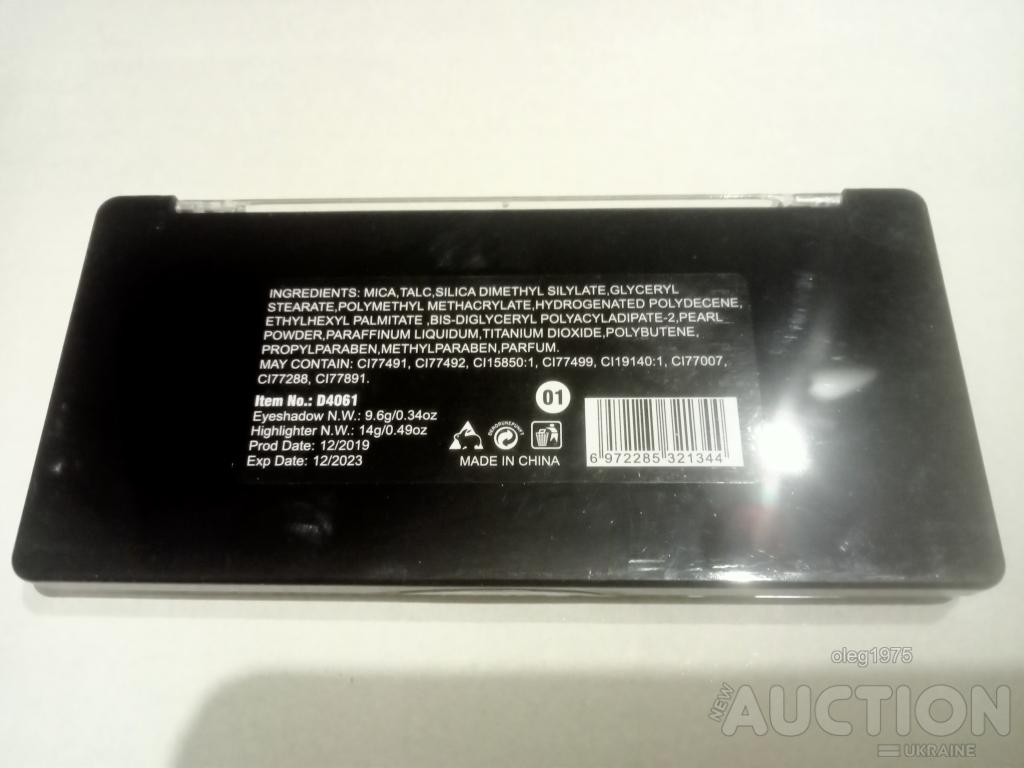 INGREDIENTS: MICA,TALC,SILICA DIMETHYL SILYLATE,GLYCERYL
STEARATE,POLYMETHYL METHACRYLATE,HYDROGENATED POLYDECENE,
ETHYLHEXYL PALMITATE ,BIS-DIGLYCERYL POLYACYLADIPATE-2,PEARL
POWDER,PARAFFINUM LIQUIDUM,TITANIUM DIOXIDE,POLYBUTENE,
PROPYLPARABEN,METHYLPARABEN,PARFUM.
MAY CONTAIN: CI77491, CI77492, CI15850:1, CI77499, CI19140:1, CI77007,
CI77288, CI77891.
Item No.: D4061
01
Eyeshadow N.W.: 9.6g/0.34oz
Highlighter N.W.: 14g/0.49oz
Prod Date: 12/2019
Exp Date: 12/2023
MADE IN CHINA
6 972285 321344
oleg1975
NEW AUCTION
UKRAINE